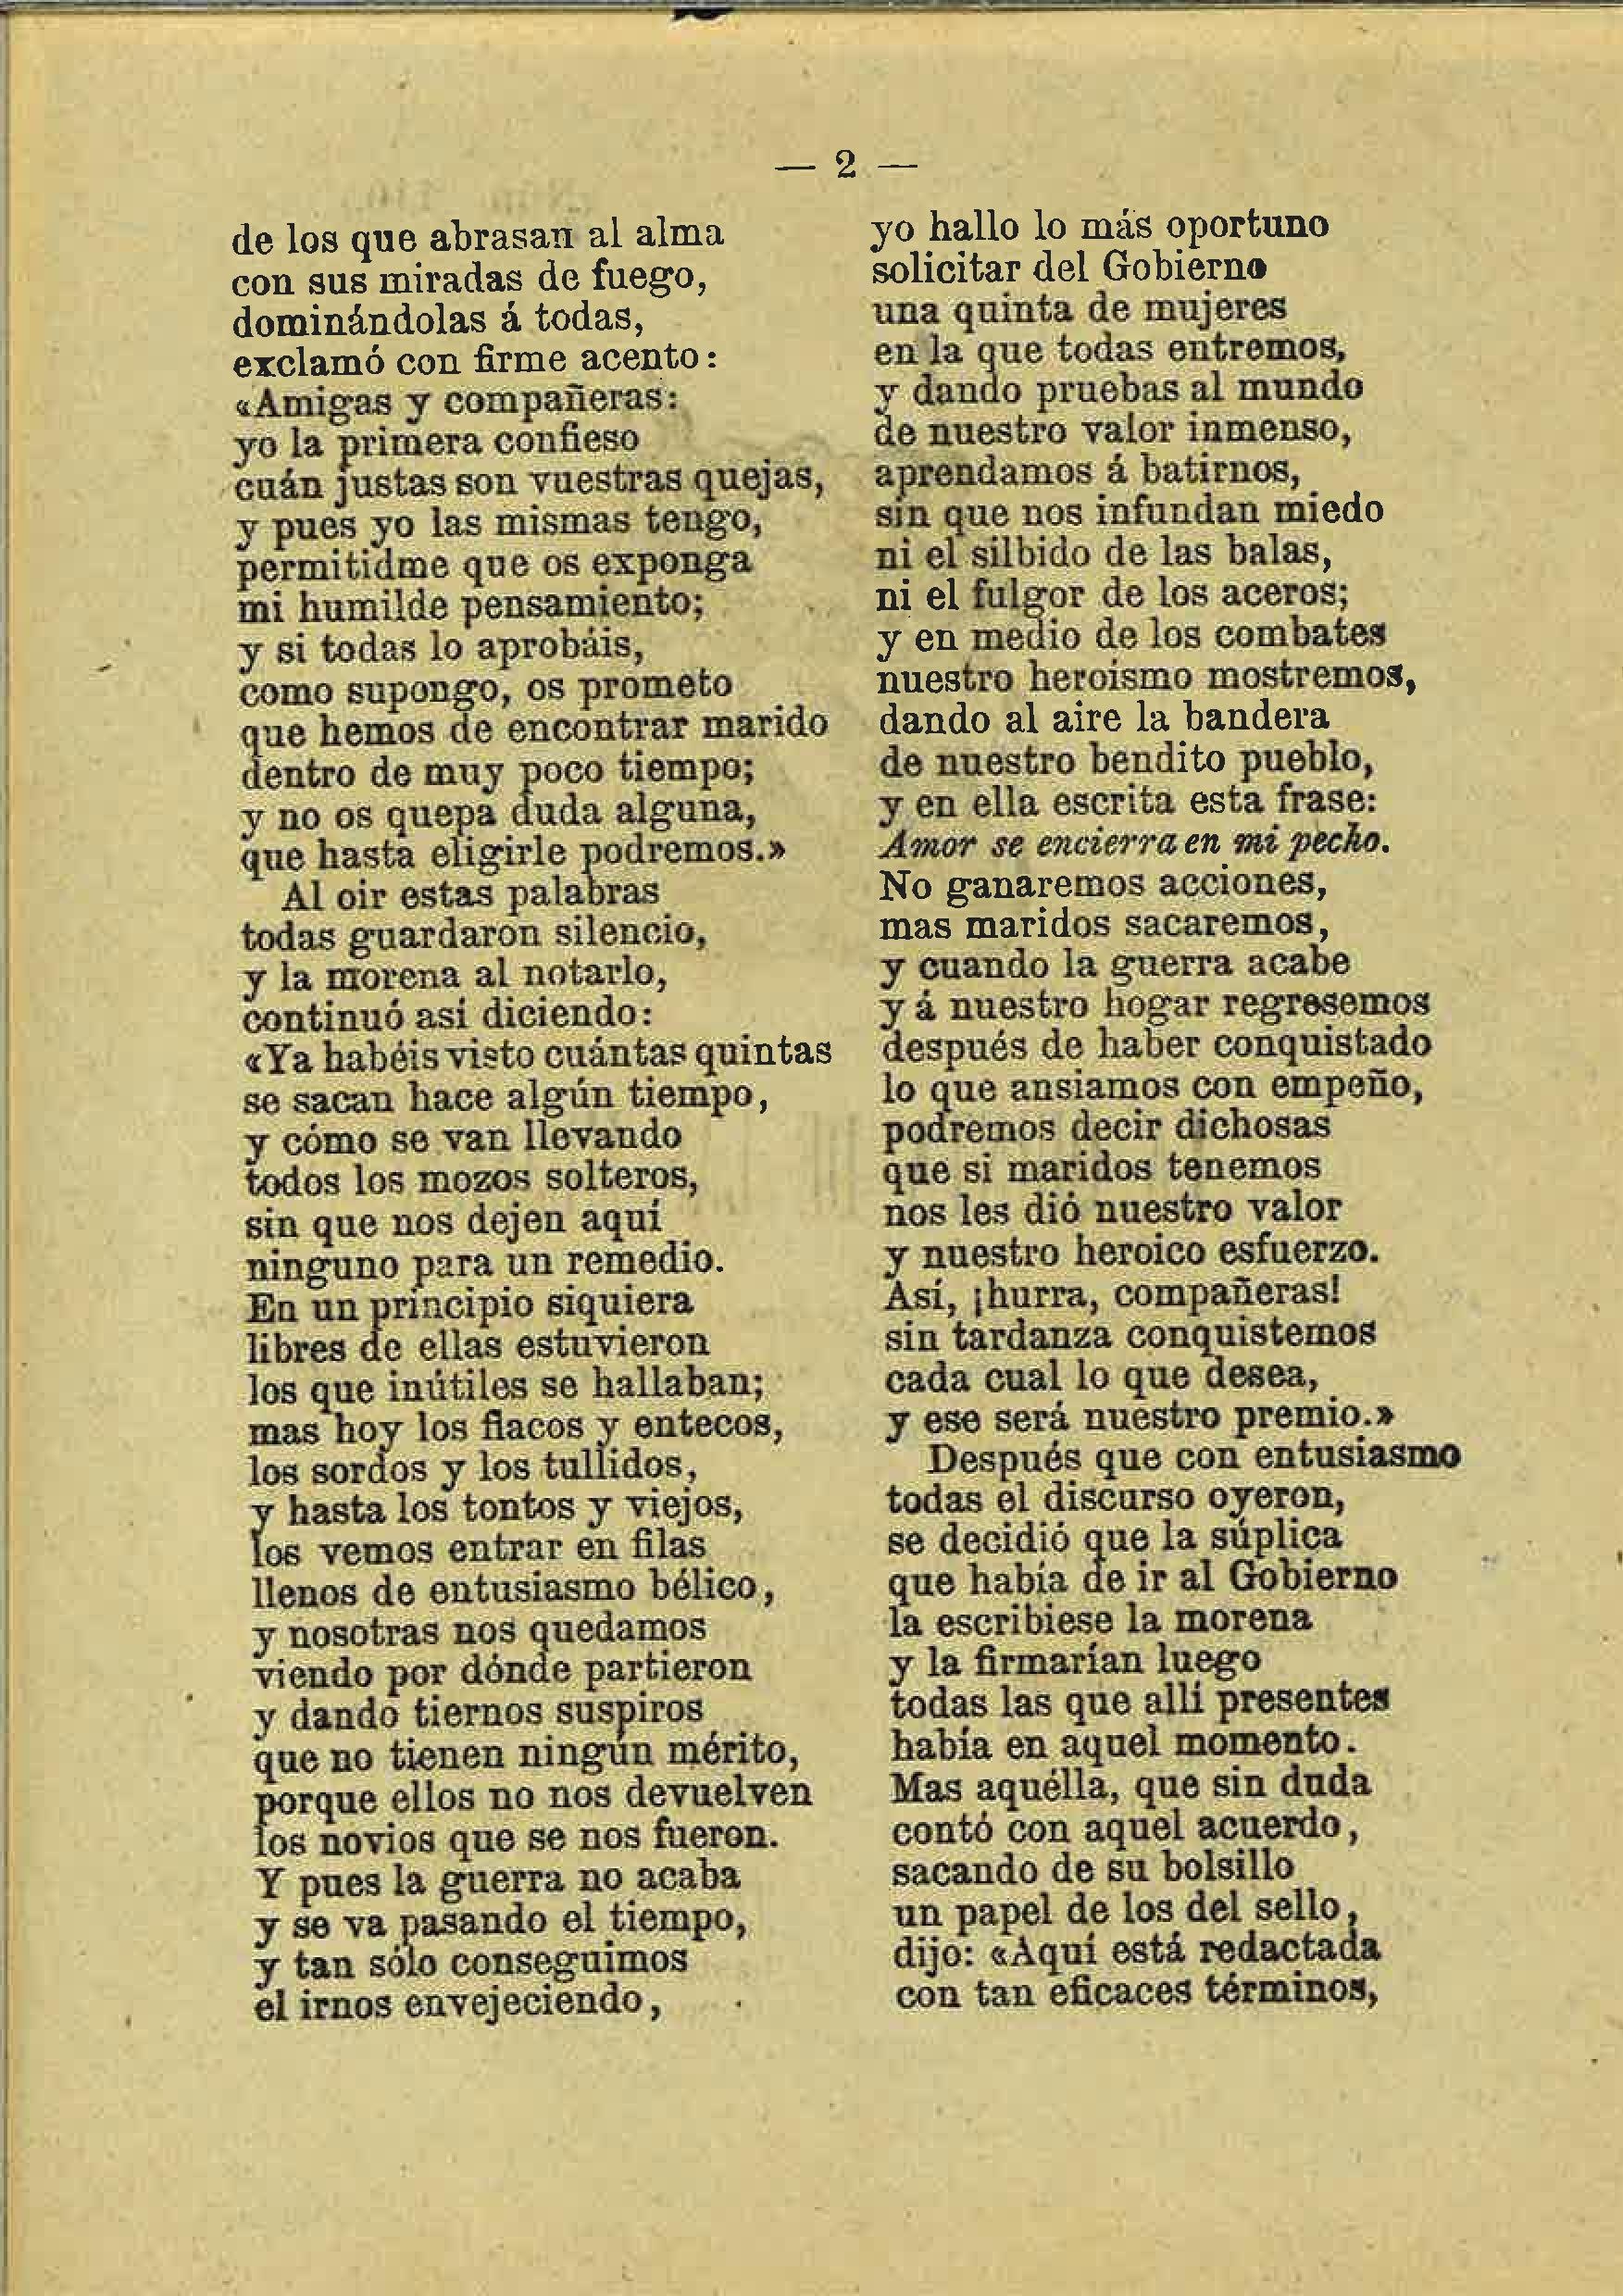 — 2 —
de los que abrasan al alma
con sus miradas de fuego,
dominándolas á todas,
exclamó con firme acento:
«Amigas y compañeras:
yo la primera confieso
cuán justas son vuestras quejas,
y pues yo las mismas tengo,
permitidme que os exponga
mi humilde pensamiento;
y si todas lo aprobáis,
como supongo, os prometo
que hemos de encontrar marido
dentro de muy poco tiempo;
y no os quepa duda alguna,
que hasta eligirle podremos.»
Al oir estas palabras
todas guardaron silencio,
y la morena al notarlo,
continuó así diciendo:
«Ya habéis visto cuántas quintas
se sacan hace algún tiempo,
y cómo se van llevando
todos los mozos solteros,
sin que nos dejen aquí
ninguno para un remedio.
En un principio siquiera
libres de ellas estuvieron
los que inútiles se hallaban;
mas hoy los flacos y entecos,
los sordos y los tullidos,
y hasta los tontos y viejos,
los vemos entrar en filas
llenos de entusiasmo bélico,
y nosotras nos quedamos
viendo por dónde partieron
y dando tiernos suspiros
que no tienen ningún mérito,
porque ellos no nos devuelven
los novios que se nos fueron.
Y pues la guerra no acaba
y se va pasando el tiempo,
y tan sólo conseguimos
el irnos envejeciendo,
yo hallo lo más oportuno
solicitar del Gobierno
una quinta de mujeres
en la que todas entremos,
y dando pruebas al mundo
de nuestro valor inmenso,
aprendamos á batirnos,
sin que nos infundan miedo
ni el silbido de las balas,
ni el fulgor de los aceros;
y en medio de los combates
nuestro heroismo mostremos,
dando al aire la bandera
de nuestro bendito pueblo,
y en ella escrita esta frase:
Amor se encierra en mi pecho.
No ganaremos acciones,
mas maridos sacaremos,
y cuando la guerra acabe
y á nuestro hogar regresemos
después de haber conquistado
lo que ansiamos con empeño,
podremos decir dichosas
que si maridos tenemos
nos les dió nuestro valor
y nuestro heroico esfuerzo.
Así, ¡hurra, compañeras!
sin tardanza conquistemos
cada cual lo que desea,
y ese será nuestro premio.»
Después que con entusiasmo
todas el discurso oyeron,
se decidió que la súplica
que había de ir al Gobierno
la escribiese la morena
y la firmarían luego
todas las que allí presentes
había en aquel momento.
Mas aquélla, que sin duda
contó con aquel acuerdo,
sacando de su bolsillo
un papel de los del sello,
dijo: «Aquí está redactada
con tan eficaces términos,